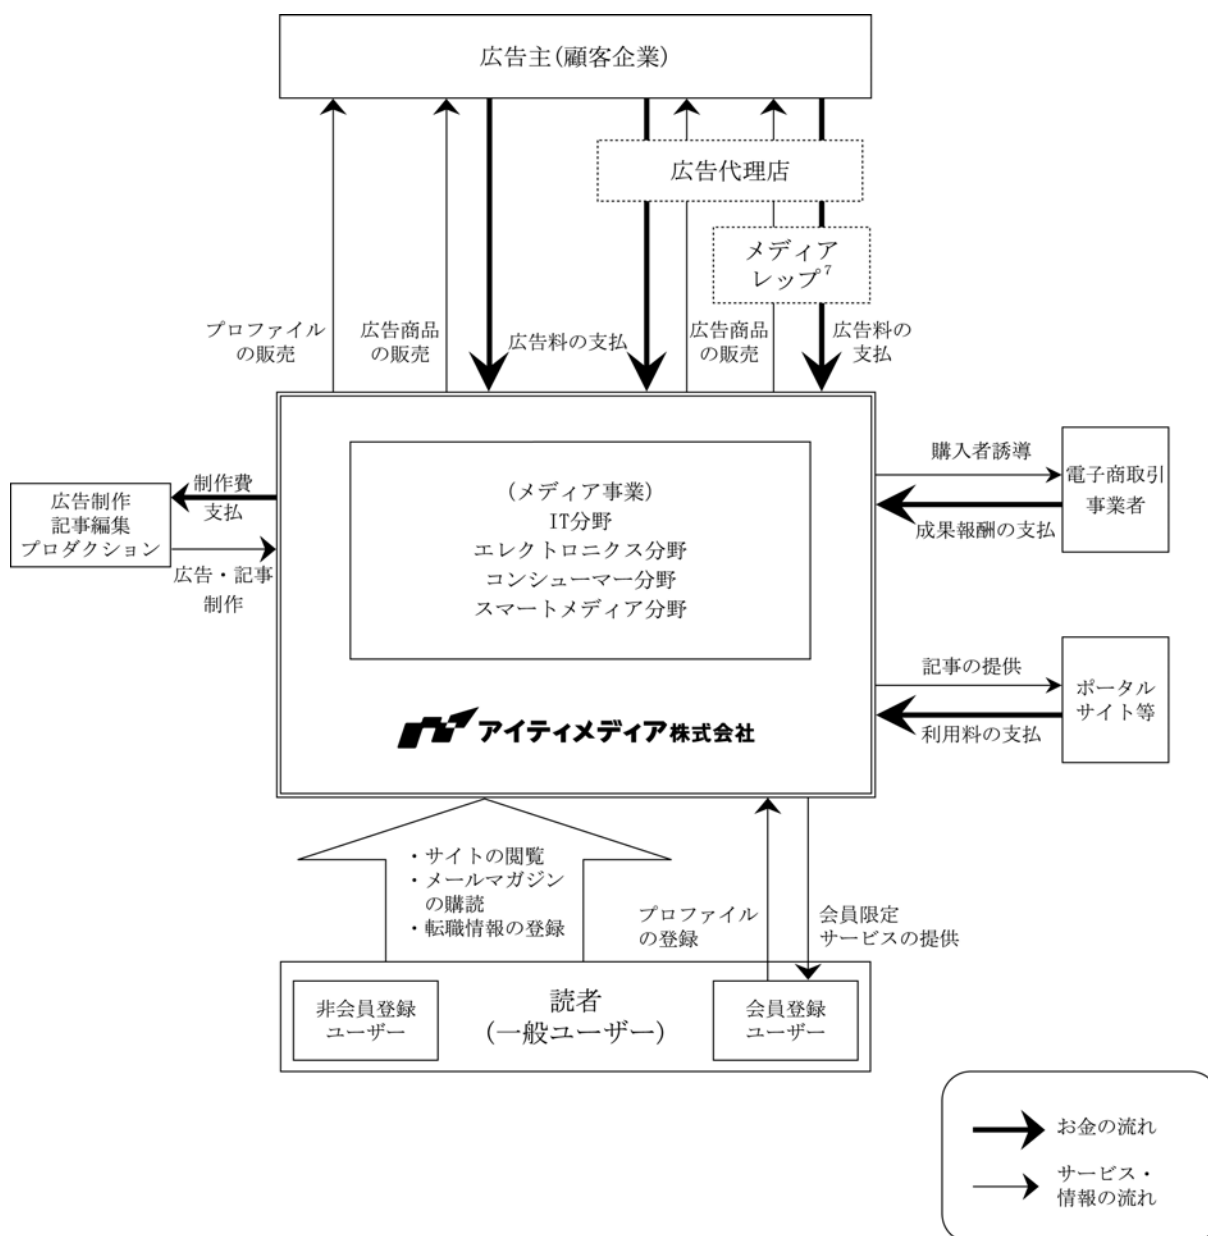 広告主(顧客企業)
広告代理店
メディア
レップ7
プロファイル
の販売
広告商品
の販売
広告料の支払
広告商品
の販売
広告料の
支払
(メディア事業)
IT分野
エレクトロニクス分野
コンシューマー分野
スマートメディア分野
アイティメディア株式会社
広告制作
記事編集
プロダクション
制作費
支払
広告・記事
制作
購入者誘導
成果報酬の支払
電子商取引
事業者
記事の提供
利用料の支払
ポータル
サイト等
・サイトの閲覧
・メールマガジン
の購読
・転職情報の登録
プロファイル
の登録
会員限定
サービスの提供
非会員登録
ユーザー
読者
(一般ユーザー)
会員登録
ユーザー
お金の流れ
サービス・
情報の流れ